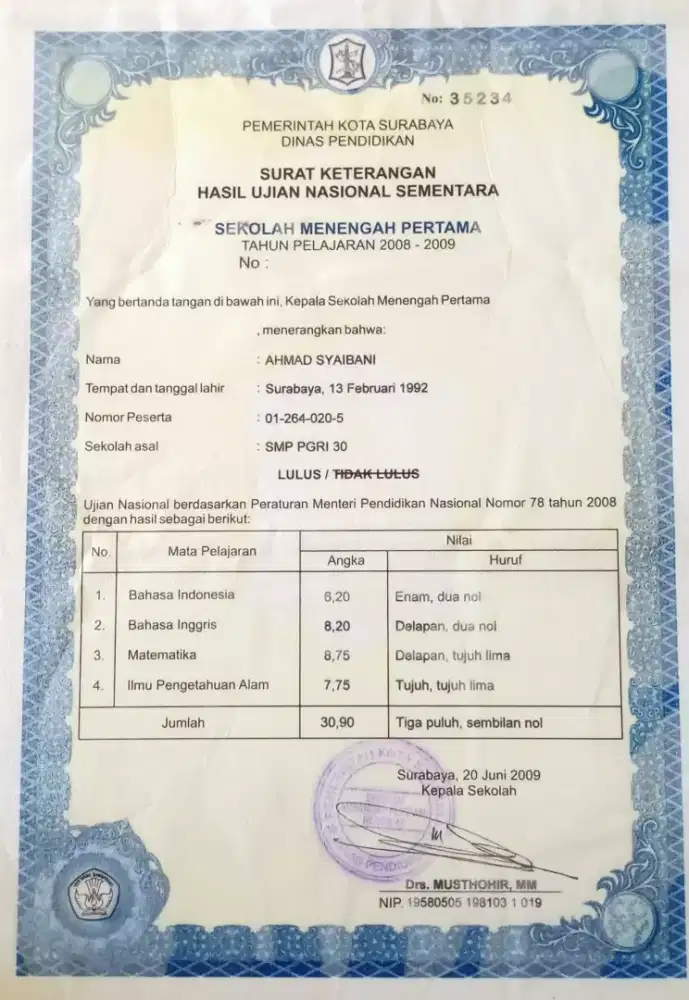 No: 35234
PEMERINTAH KOTA SURABAYA
DINAS PENDIDIKAN
SURAT KETERANGAN
HASIL UJIAN NASIONAL SEMENTARA
SEKOLAH MENENGAH PERTAMA
TAHUN PELAJARAN 2008 - 2009
No :
Yang bertanda tangan di bawah ini, Kepala Sekolah Menengah Pertama
, menerangkan bahwa:
Nama : AHMAD SYAIBANI
Tempat dan tanggal lahir : Surabaya, 13 Februari 1992
Nomor Peserta : 01-264-020-5
Sekolah asal : SMP PGRI 30
LULUS / TIDAK LULUS
Ujian Nasional berdasarkan Peraturan Menteri Pendidikan Nasional Nomor 78 tahun 2008
dengan hasil sebagai berikut:
No. Mata Pelajaran Nilai
Angka Huruf
1. Bahasa Indonesia 6,20 Enam, dua nol
2. Bahasa Inggris 8,20 Delapan, dua nol
3. Matematika 8,75 Delapan, tujuh lima
4. Ilmu Pengetahuan Alam 7,75 Tujuh, tujuh lima
Jumlah 30,90 Tiga puluh, sembilan nol
Surabaya, 20 Juni 2009
Kepala Sekolah
Drs. MUSTHOHIR, MM
NIP. 19580505 198103 1 019